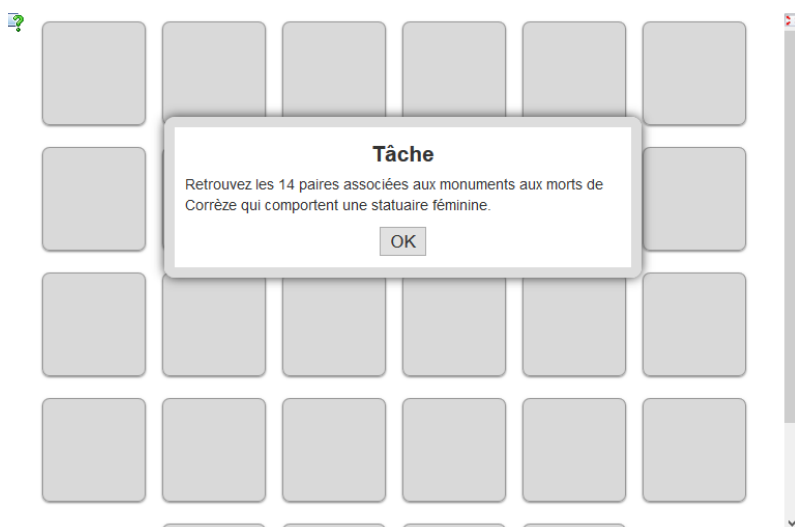 Tâche
Retrouvez les 14 paires associées aux monuments aux morts de
Corrèze qui comportent une statuaire féminine.
OK